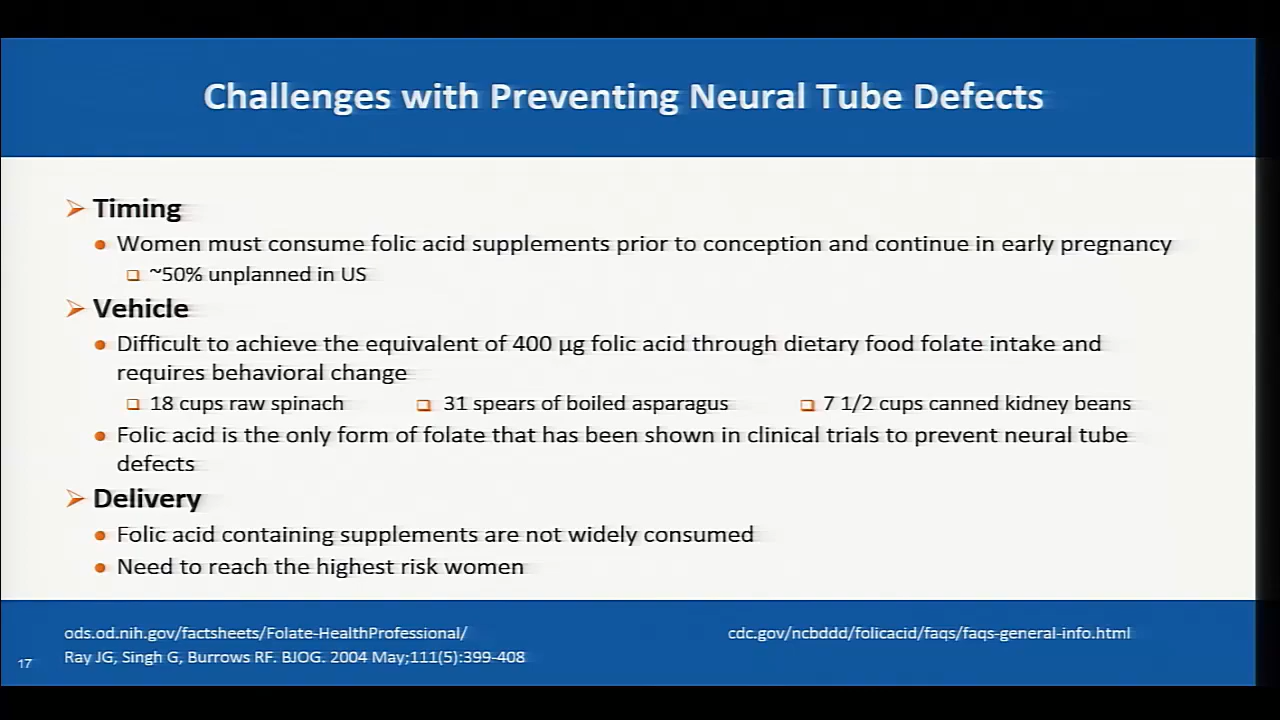 Challenges with Preventing Neural Tube Defects
Timing
Women must consume folic acid supplements prior to conception and continue in early pregnancy
~50% unplanned in US
Vehicle
Difficult to achieve the equivalent of 400 µg folic acid through dietary food folate intake and
requires behavioral change
18 cups raw spinach
31 spears of boiled asparagus
7 1/2 cups canned kidney beans
Folic acid is the only form of folate that has been shown in clinical trials to prevent neural tube
defects
Delivery
Folic acid containing supplements are not widely consumed
Need to reach the highest risk women
ods.od.nih.gov/factsheets/Folate-HealthProfessional/
cdc.gov/ncbddd/folicacid/faqs/faqs-general-info.html
Ray JG, Singh G, Burrows RF. BJOG. 2004 May;111(5):399-408
17